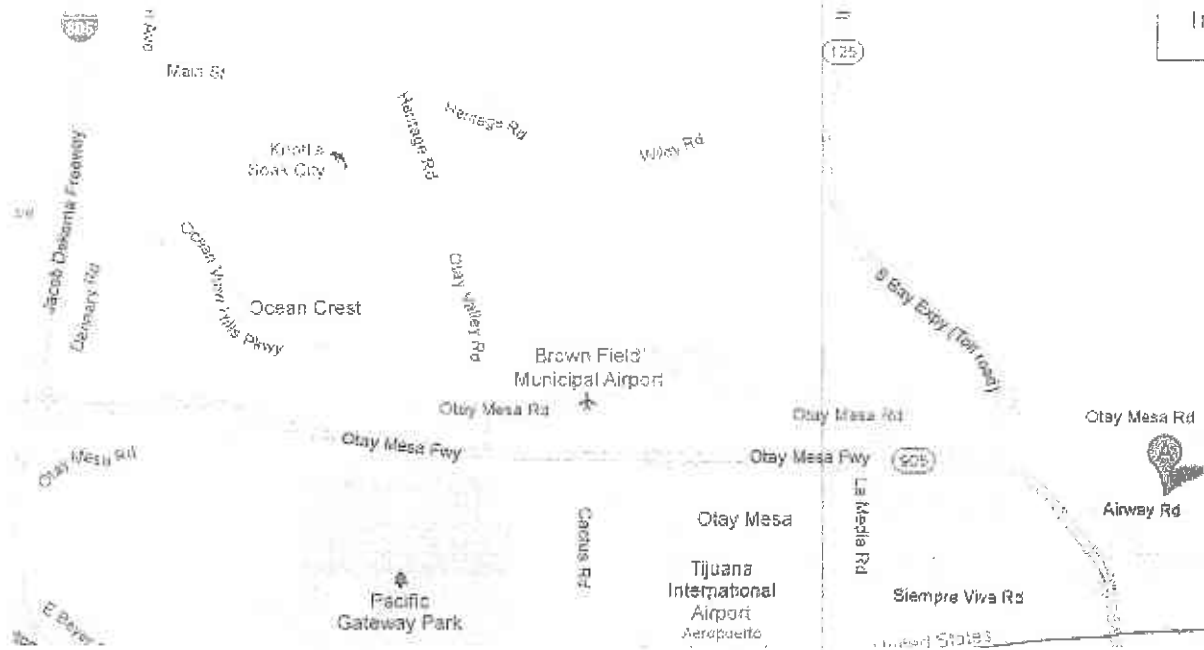 805
Main St
125
Heritage Rd
Heritage Rd
Wiley Rd
Knott's
Soak City
Jacob Dekema Freeway
Dennary Rd
Ocean View Hills Pkwy
Ocean Crest
Otay Valley Rd
S Bay Expy (Toll road)
Brown Field
Municipal Airport
Otay Mesa Rd
Otay Mesa Rd
Otay Mesa Rd
Otay Mesa Fwy
Otay Mesa Fwy
905
Otay Mesa Rd
A
Airway Rd
Cactus Rd
Otay Mesa
La Media Rd
Tijuana
International
Airport
Aeropuerto
Siempre Viva Rd
Pacific
Gateway Park
E Beyer
United States